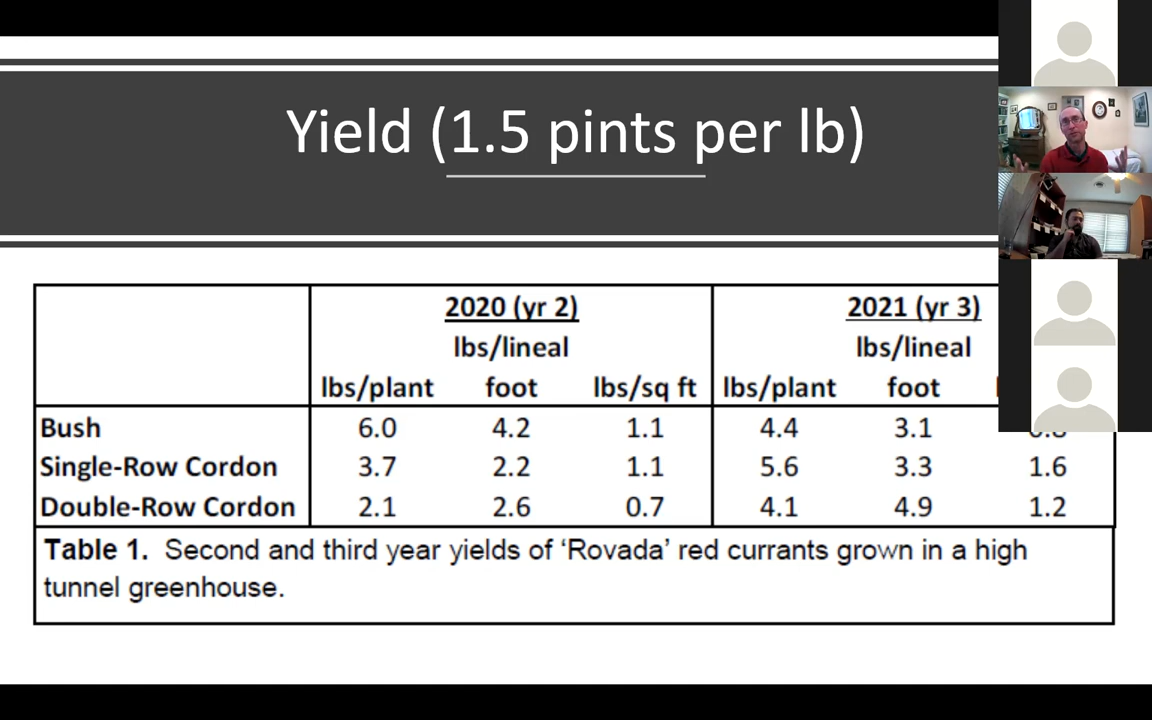 Yield (1.5 pints per lb)
2020 (yr 2) 2021 (yr 3)
lbs/lineal lbs/lineal
lbs/plant foot lbs/sq ft lbs/plant foot
Bush 6.0 4.2 1.1 4.4 3.1
Single-Row Cordon 3.7 2.2 1.1 5.6 3.3 1.6
Double-Row Cordon 2.1 2.6 0.7 4.1 4.9 1.2
Table 1. Second and third year yields of ‘Rovada’ red currants grown in a high
tunnel greenhouse.